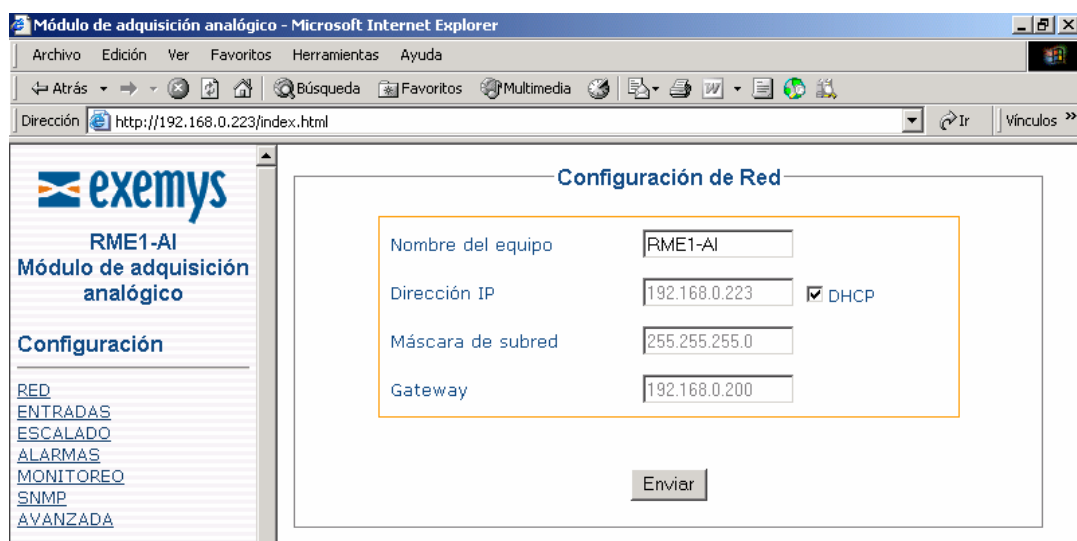 Módulo de adquisición analógico - Microsoft Internet Explorer
Archivo Edición Ver Favoritos Herramientas Ayuda
Atrás Búsqueda Favoritos Multimedia
Dirección http://192.168.0.223/index.html Ir Vínculos »
exemys
RME1-AI
Módulo de adquisición
analógico
Configuración
RED
ENTRADAS
ESCALADO
ALARMAS
MONITOREO
SNMP
AVANZADA
Configuración de Red
Nombre del equipo RME1-AI
Dirección IP 192.168.0.223 DHCP
Máscara de subred 255.255.255.0
Gateway 192.168.0.200
Enviar